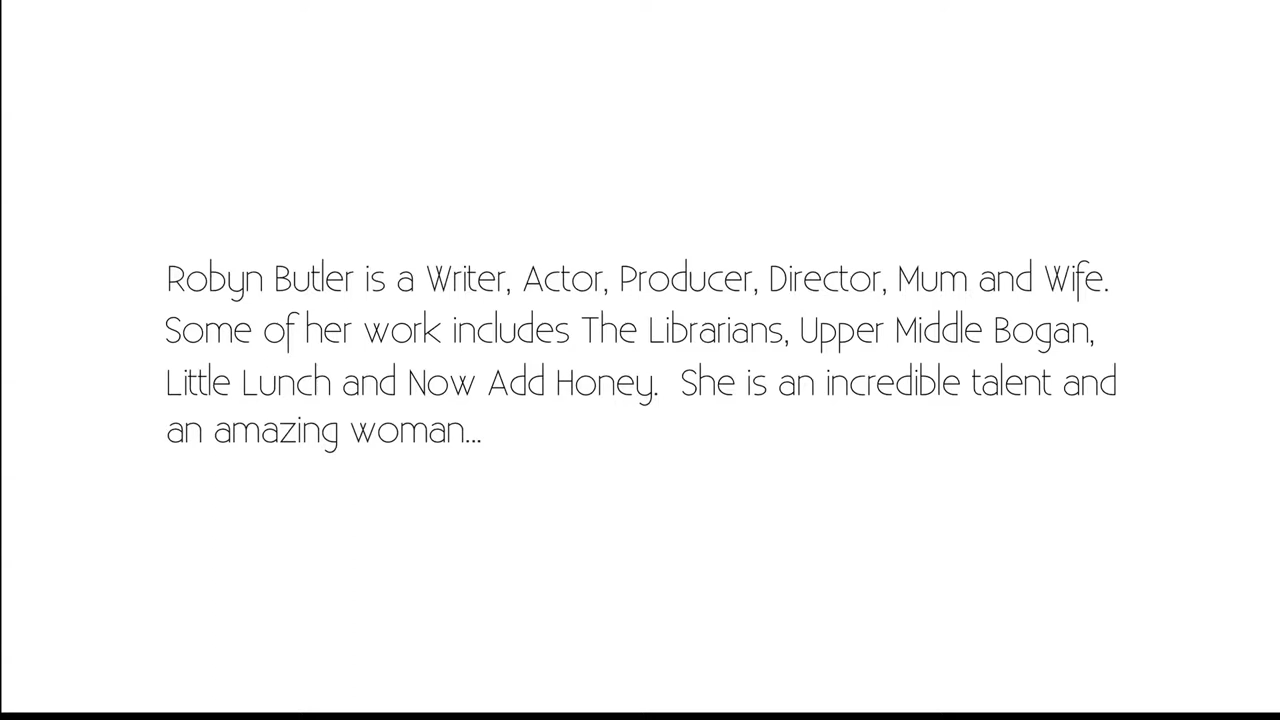 Robyn Butler is a Writer, Actor, Producer, Director, Mum and Wife.
Some of her work includes The Librarians, Upper Middle Bogan,
Little Lunch and Now Add Honey.  She is an incredible talent and
an amazing woman...